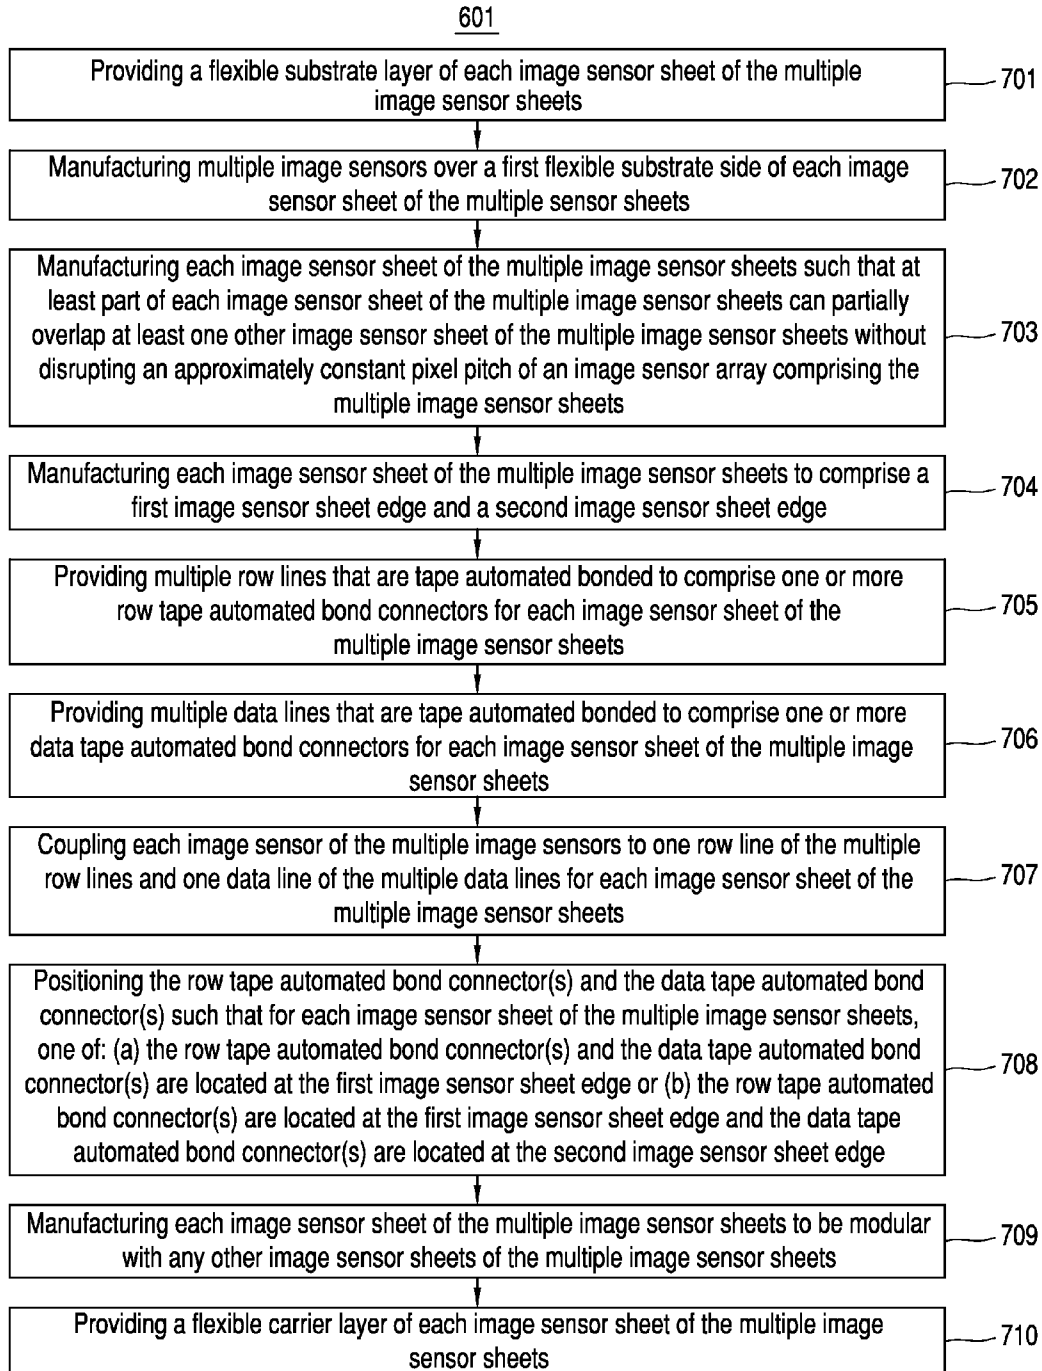 601
Providing a flexible substrate layer of each image sensor sheet of the multiple
image sensor sheets
701
Manufacturing multiple image sensors over a first flexible substrate side of each image
sensor sheet of the multiple sensor sheets
702
Manufacturing each image sensor sheet of the multiple image sensor sheets such that at
least part of each image sensor sheet of the multiple image sensor sheets can partially
overlap at least one other image sensor sheet of the multiple image sensor sheets without
disrupting an approximately constant pixel pitch of an image sensor array comprising the
multiple image sensor sheets
703
Manufacturing each image sensor sheet of the multiple image sensor sheets to comprise a
first image sensor sheet edge and a second image sensor sheet edge
704
Providing multiple row lines that are tape automated bonded to comprise one or more
row tape automated bond connectors for each image sensor sheet of the
multiple image sensor sheets
705
Providing multiple data lines that are tape automated bonded to comprise one or more
data tape automated bond connectors for each image sensor sheet of the multiple image
sensor sheets
706
Coupling each image sensor of the multiple image sensors to one row line of the multiple
row lines and one data line of the multiple data lines for each image sensor sheet of the
multiple image sensor sheets
707
Positioning the row tape automated bond connector(s) and the data tape automated bond
connector(s) such that for each image sensor sheet of the multiple image sensor sheets,
one of: (a) the row tape automated bond connector(s) and the data tape automated bond
connector(s) are located at the first image sensor sheet edge or (b) the row tape automated
bond connector(s) are located at the first image sensor sheet edge and the data tape
automated bond connector(s) are located at the second image sensor sheet edge
708
Manufacturing each image sensor sheet of the multiple image sensor sheets to be modular
with any other image sensor sheets of the multiple image sensor sheets
709
Providing a flexible carrier layer of each image sensor sheet of the multiple image
sensor sheets
710